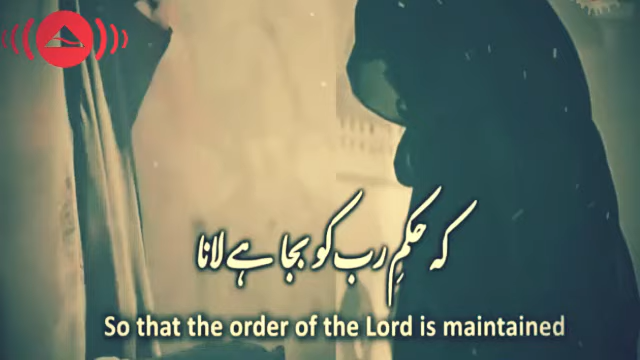 کہ حکمِ رب کو بجا ہے لانا
So that the order of the Lord is maintained